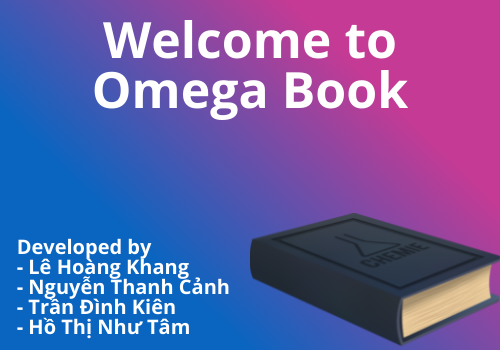 Welcome to
Omega Book
CHEMIE
Developed by
- Lê Hoàng Khang
- Nguyễn Thanh Cảnh
- Trần Đình Kiên
- Hồ Thị Như Tâm